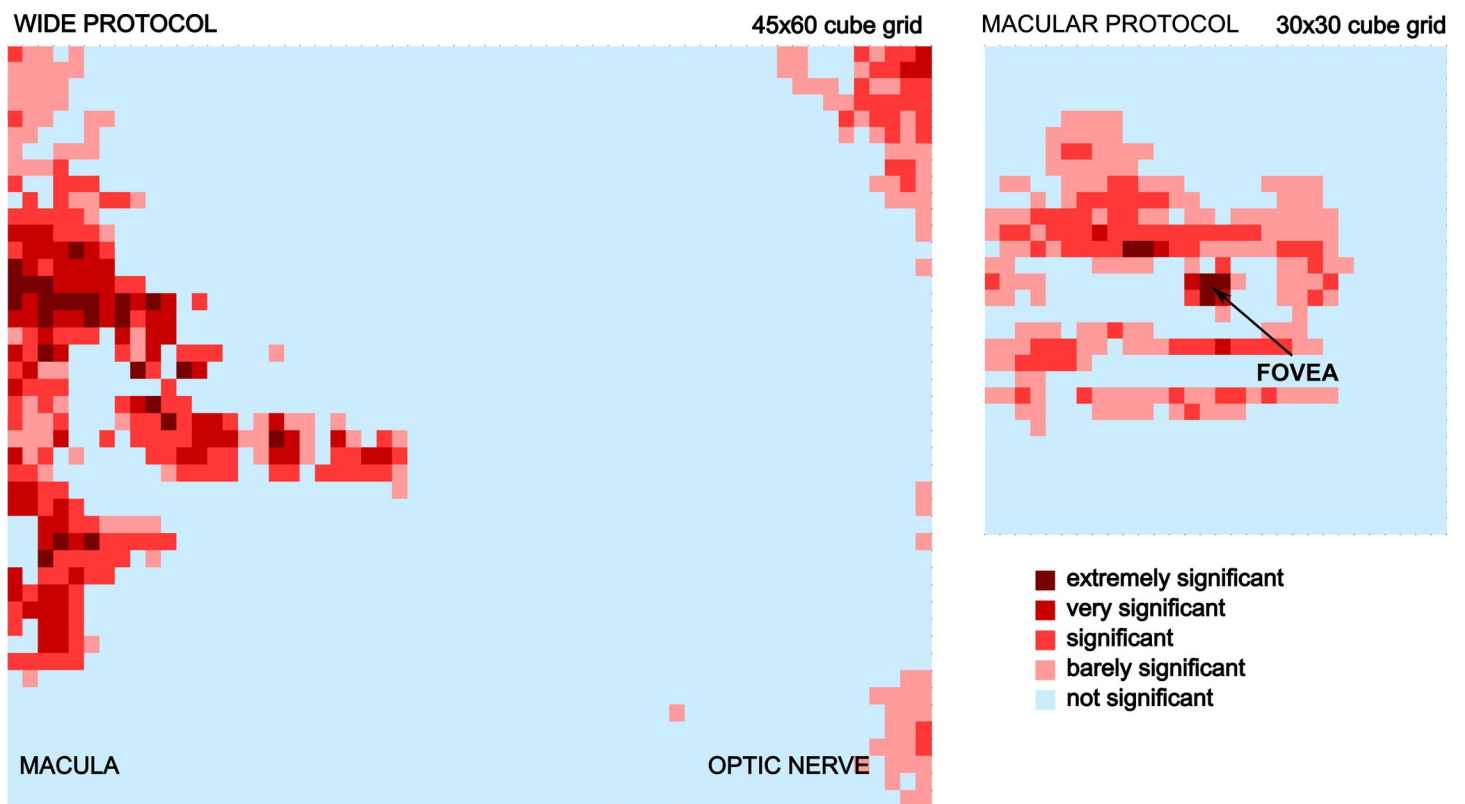 WIDE PROTOCOL 45x60 cube grid
MACULAR PROTOCOL 30x30 cube grid
FOVEA
extremely significant
very significant
significant
barely significant
not significant
MACULA OPTIC NERVE